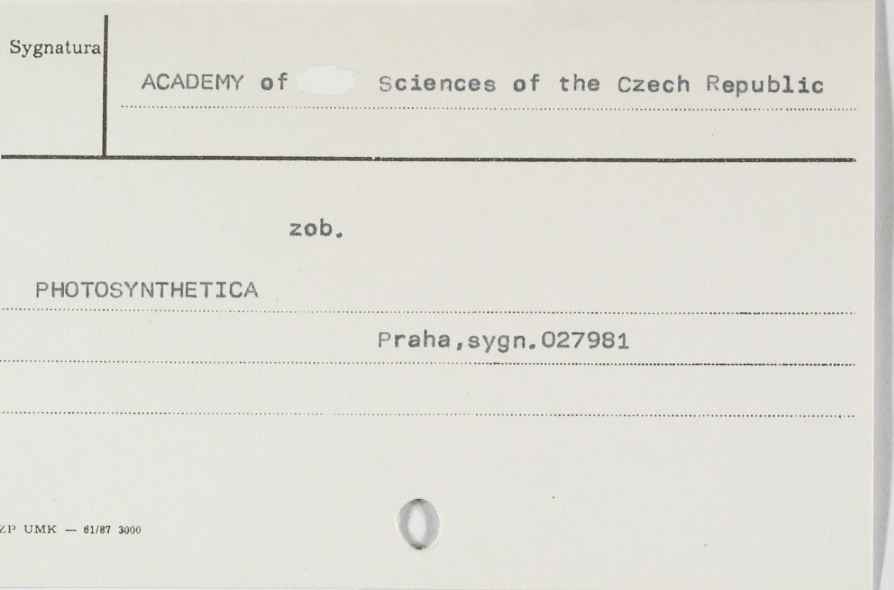 Sygnatura
ACADEMY of Sciences of the Czech Republic
zob.
PHOTOSYNTHETICA
Praha,sygn.027981
ZP UMK — 61/87 3000